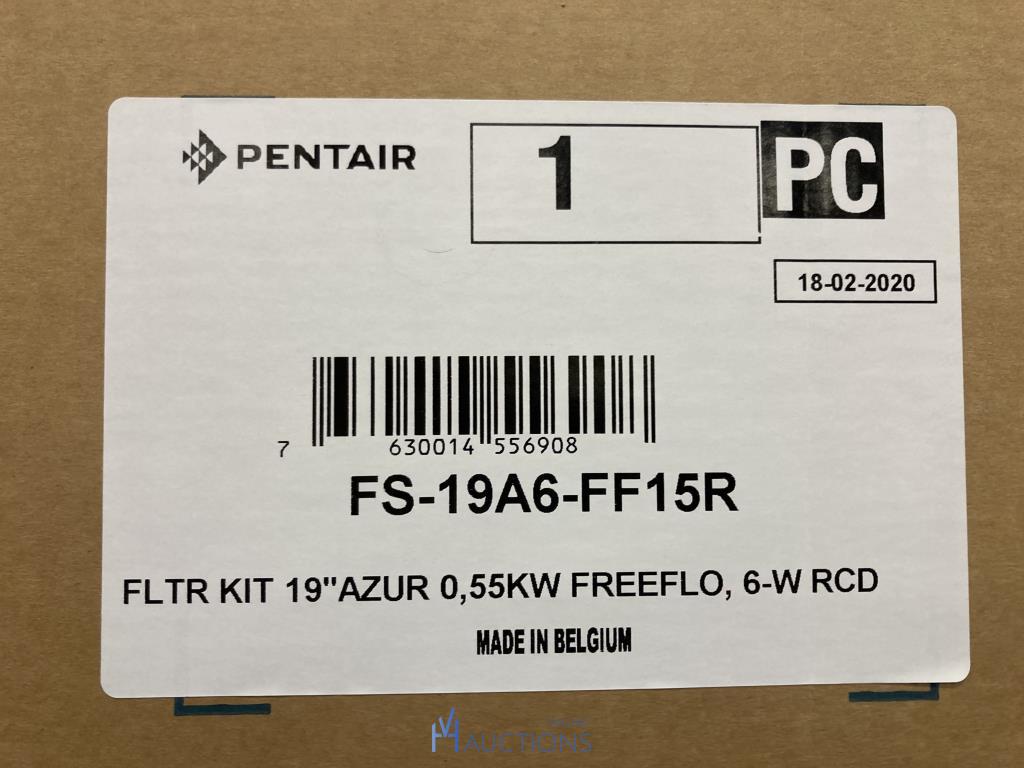 PENTAIR
1
PC
18-02-2020
7 630014 556908
FS-19A6-FF15R
FLTR KIT 19"AZUR 0,55KW FREEFLO, 6-W RCD
MADE IN BELGIUM
AUCTIONS